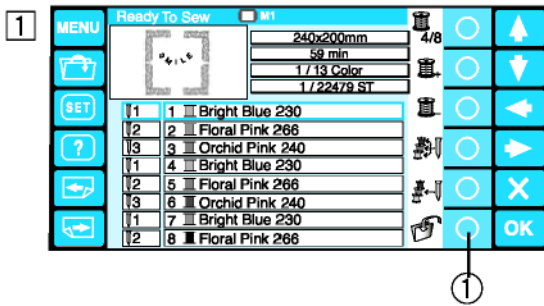 1
MENU
SET
?
Ready To Sew M1
SMILE
240x200mm
59 min
1 / 13 Color
1 / 22479 ST
1 1 Bright Blue 230
2 2 Floral Pink 266
3 3 Orchid Pink 240
1 4 Bright Blue 230
2 5 Floral Pink 266
3 6 Orchid Pink 240
1 7 Bright Blue 230
2 8 Floral Pink 266
4/8
+
-
X
OK
1